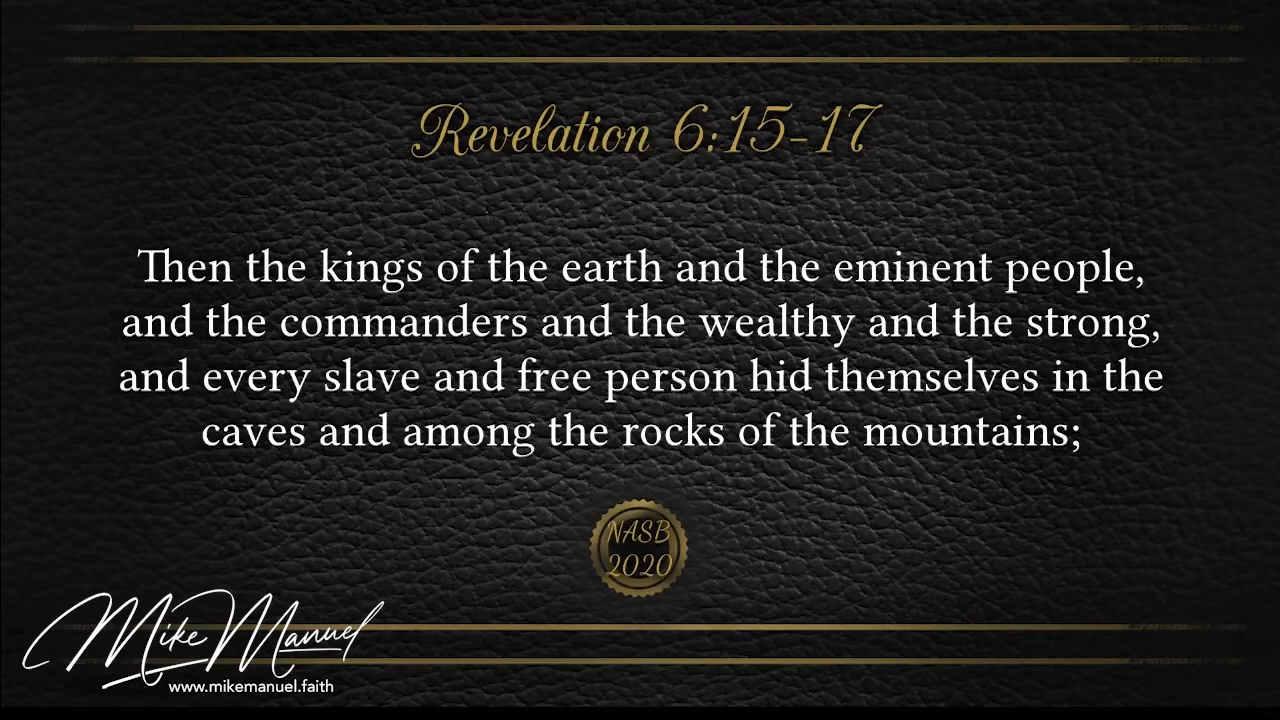 Revelation 6:15-17
Then the kings of the earth and the eminent people,
and the commanders and the wealthy and the strong,
and every slave and free person hid themselves in the
caves and among the rocks of the mountains;
NASB
2020
Mike Manuel
www.mikemanuel.faith